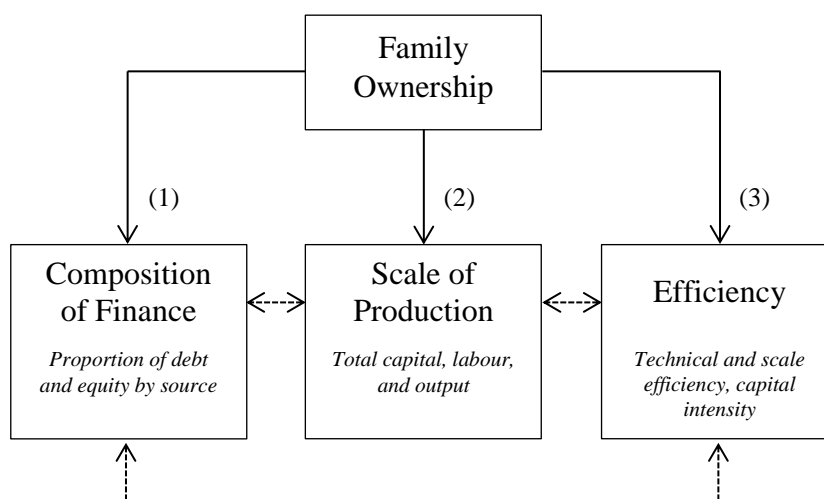 Family
Ownership
(1)
(2)
(3)
Composition
of Finance
Proportion of debt
and equity by source
Scale of
Production
Total capital, labour,
and output
Efficiency
Technical and scale
efficiency, capital
intensity